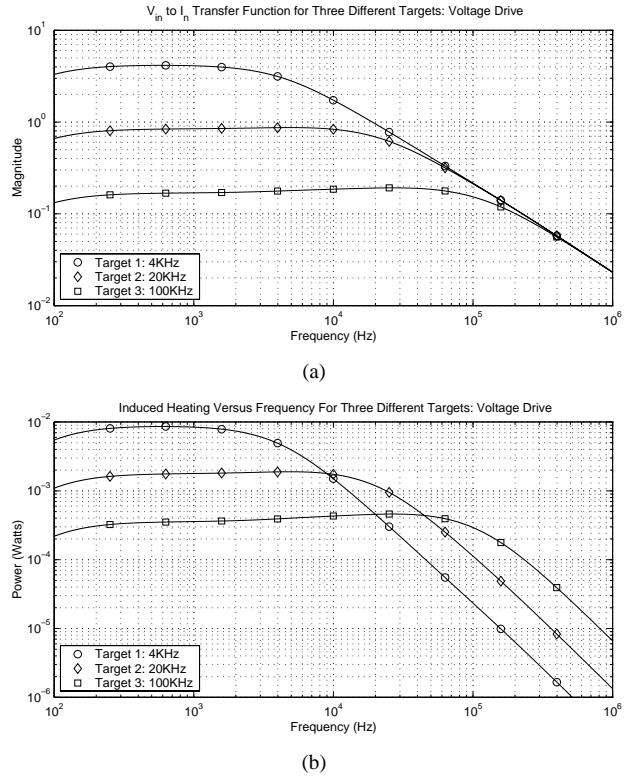 V_in to I_n Transfer Function for Three Different Targets: Voltage Drive
10^1
10^0
10^−1
10^−2
Magnitude
Target 1: 4KHz
Target 2: 20KHz
Target 3: 100KHz
10^2 10^3 10^4 10^5 10^6
Frequency (Hz)
(a)
Induced Heating Versus Frequency For Three Different Targets: Voltage Drive
10^−2
10^−3
10^−4
10^−5
10^−6
Power (Watts)
Target 1: 4KHz
Target 2: 20KHz
Target 3: 100KHz
10^2 10^3 10^4 10^5 10^6
Frequency (Hz)
(b)